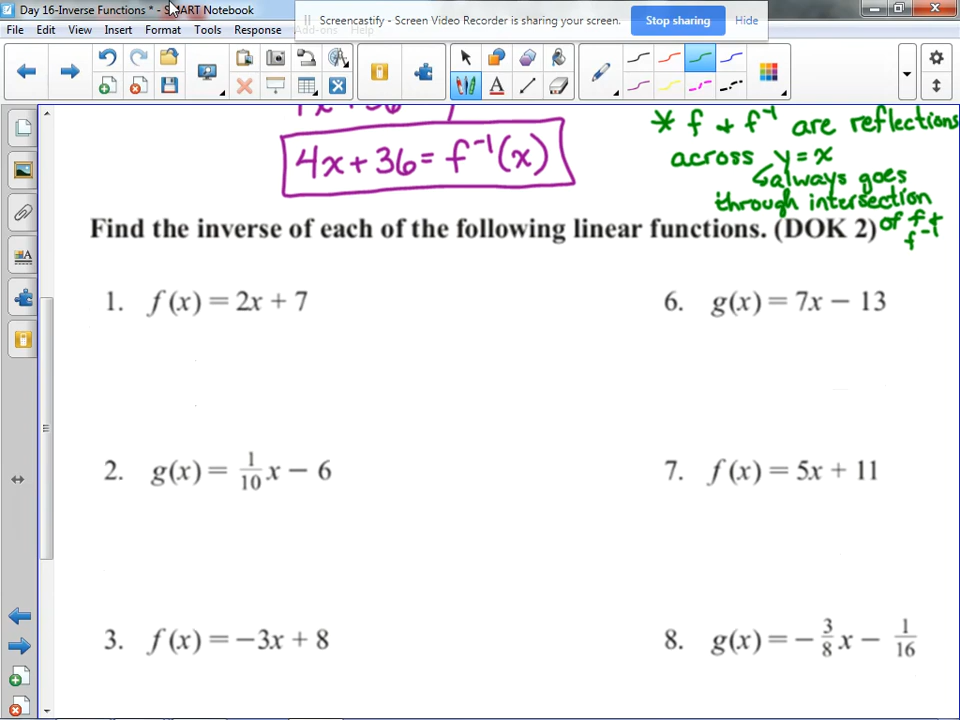 Day 16-Inverse Functions * - SMART Notebook
Screencastify - Screen Video Recorder is sharing your screen.
Stop sharing
Hide
File Edit View Insert Format Tools Response Add-ons Help
4x+36 = f⁻¹(x)
* f + f⁻¹ are reflections
across y = x
↳always goes
through intersection
of f +
f⁻¹
Find the inverse of each of the following linear functions. (DOK 2)
1. f(x) = 2x + 7
6. g(x) = 7x − 13
2. g(x) = 1/10 x − 6
7. f(x) = 5x + 11
3. f(x) = −3x + 8
8. g(x) = − 3/8 x − 1/16